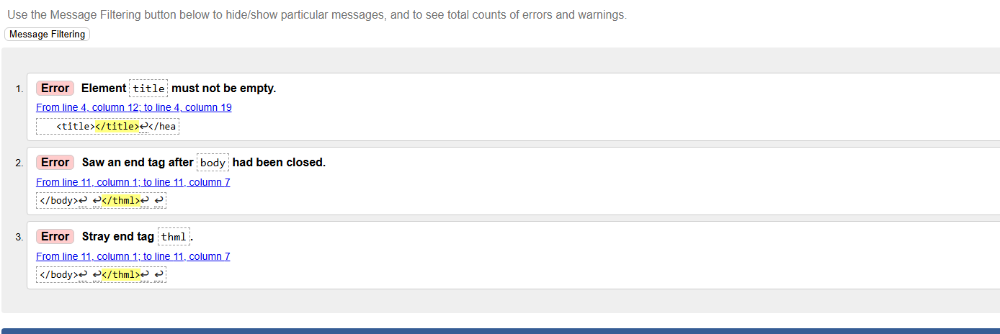 Use the Message Filtering button below to hide/show particular messages, and to see total counts of errors and warnings.
Message Filtering
1. Error Element title must not be empty.
From line 4, column 12; to line 4, column 19
<title></title>↩</hea
2. Error Saw an end tag after body had been closed.
From line 11, column 1; to line 11, column 7
</body>↩ ↩</thml>↩ ↩
3. Error Stray end tag thml.
From line 11, column 1; to line 11, column 7
</body>↩ ↩</thml>↩ ↩